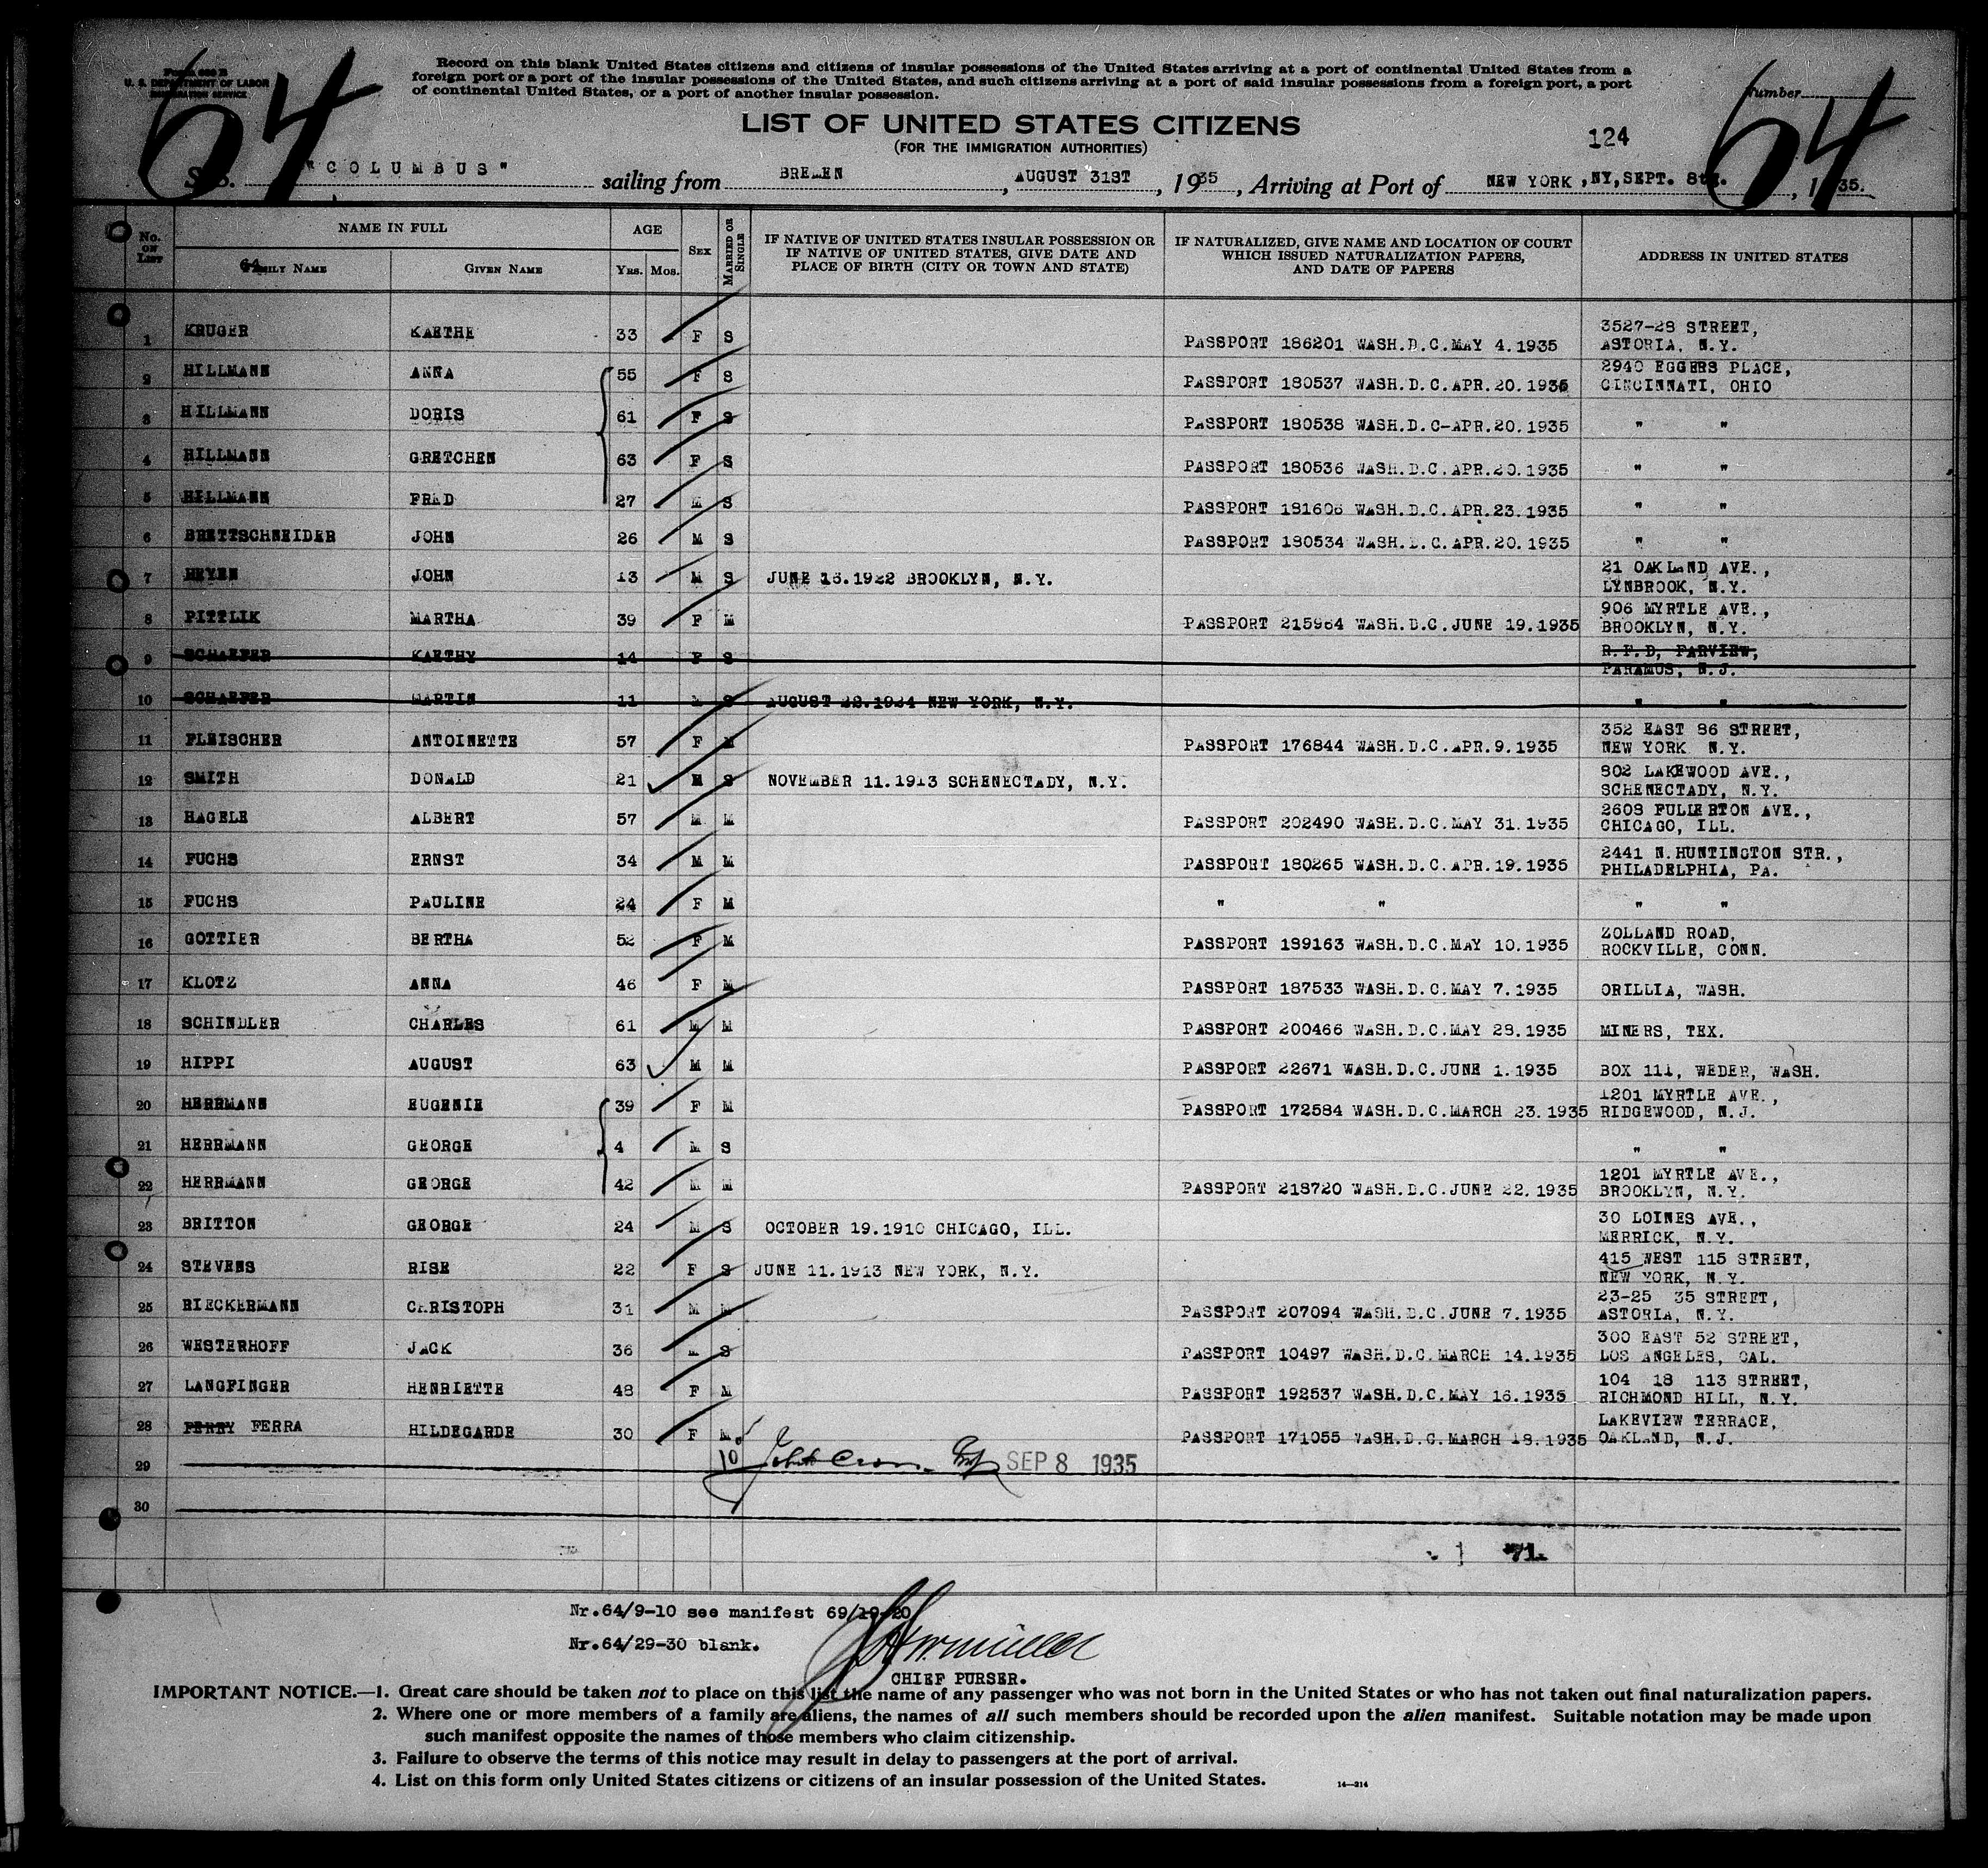 Form 630 B
U. S. DEPARTMENT OF LABOR
IMMIGRATION SERVICE
64
Record on this blank United States citizens and citizens of insular possessions of the United States arriving at a port of continental United States from a
foreign port or a port of the insular possessions of the United States, and such citizens arriving at a port of said insular possessions from a foreign port, a port
of continental United States, or a port of another insular possession.
Number
64
LIST OF UNITED STATES CITIZENS
(FOR THE IMMIGRATION AUTHORITIES)
124
S.S. "COLUMBUS" sailing from BREMEN, AUGUST 31ST, 1935, Arriving at Port of NEW YORK, NY, SEPT. 8th., 1935.
No. ON LIST
NAME IN FULL
FAMILY NAME
GIVEN NAME
AGE
YRS. MOS.
SEX
MARRIED OR SINGLE
IF NATIVE OF UNITED STATES INSULAR POSSESSION OR
IF NATIVE OF UNITED STATES, GIVE DATE AND
PLACE OF BIRTH (CITY OR TOWN AND STATE)
IF NATURALIZED, GIVE NAME AND LOCATION OF COURT
WHICH ISSUED NATURALIZATION PAPERS,
AND DATE OF PAPERS
ADDRESS IN UNITED STATES
1 KRUGER KAETHE 33 F S PASSPORT 186201 WASH.D.C.MAY 4.1935 3527-28 STREET,
ASTORIA, N.Y.
2 HILLMANN ANNA 55 F S PASSPORT 180537 WASH.D.C.APR.20.1935 2940 EGGERS PLACE,
CINCINNATI, OHIO
3 HILLMANN DORIS 61 F S PASSPORT 180538 WASH.D.C-APR.20.1935 " "
4 HILLMANN GRETCHEN 63 F S PASSPORT 180536 WASH.D.C.APR.20.1935 " "
5 HILLMANN FRED 27 M S PASSPORT 181606 WASH.D.C.APR.23.1935 " "
6 BRETTSCHNEIDER JOHN 26 M S PASSPORT 180534 WASH.D.C.APR.20.1935 " "
7 HEYEN JOHN 13 M S JUNE 16.1922 BROOKLYN, N.Y. 21 OAKLAND AVE.,
LYNBROOK, N.Y.
8 PITTLIK MARTHA 39 F M PASSPORT 215964 WASH.D.C.JUNE 19.1935 906 MYRTLE AVE.,
BROOKLYN, N.Y.
9 SCHAEFER KAETHY 14 F S R.F.D, FARVIEW,
PARAMUS, N.J.
10 SCHAEFER MARTIN 11 M S AUGUST 22.1924 NEW YORK, N.Y. " "
11 FLEISCHER ANTOINETTE 57 F M PASSPORT 176844 WASH.D.C.APR.9.1935 352 EAST 86 STREET,
NEW YORK N.Y.
12 SMITH DONALD 21 M S NOVEMBER 11.1913 SCHENECTADY, N.Y. 802 LAKEWOOD AVE.,
SCHENECTADY, N.Y.
13 HAGELE ALBERT 57 M M PASSPORT 202490 WASH.D.C.MAY 31.1935 2608 FULLERTON AVE.,
CHICAGO, ILL.
14 FUCHS ERNST 34 M M PASSPORT 180265 WASH.D.C.APR.19.1935 2441 N.HUNTINGTON STR.,
PHILADELPHIA, PA.
15 FUCHS PAULINE 24 F M " " " "
16 GOTTIER BERTHA 52 F M PASSPORT 189163 WASH.D.C.MAY 10.1935 ZOLLAND ROAD,
ROCKVILLE, CONN.
17 KLOTZ ANNA 46 F M PASSPORT 187533 WASH.D.C.MAY 7.1935 ORILLIA, WASH.
18 SCHINDLER CHARLES 61 M M PASSPORT 200466 WASH.D.C.MAY 28.1935 MINERS, TEX.
19 HIPPI AUGUST 63 M M PASSPORT 22671 WASH.D.C.JUNE 1.1935 BOX 111, WEDER, WASH.
20 HERRMANN EUGENIE 39 F M PASSPORT 172584 WASH.D.C.MARCH 23.1935 1201 MYRTLE AVE.,
RIDGEWOOD, N.J.
21 HERRMANN GEORGE 4 M S " "
22 HERRMANN GEORGE 42 M M PASSPORT 218720 WASH.D.C.JUNE 22.1935 1201 MYRTLE AVE.,
BROOKLYN, N.Y.
23 BRITTON GEORGE 24 M S OCTOBER 19.1910 CHICAGO, ILL. 30 LOINES AVE.,
MERRICK, N.Y.
24 STEVENS RISE 22 F S JUNE 11.1913 NEW YORK, N.Y. 415 WEST 115 STREET,
NEW YORK, N.Y.
25 RIECKERMANN CHRISTOPH 31 M M PASSPORT 207094 WASH.D.C.JUNE 7.1935 23-25 35 STREET,
ASTORIA, N.Y.
26 WESTERHOFF JACK 36 M S PASSPORT 10497 WASH.D.C.MARCH 14.1935 300 EAST 52 STREET,
LOS ANGELES, CAL.
27 LANGFINGER HENRIETTE 48 F M PASSPORT 192537 WASH.D.C.MAY 16.1935 104 18 113 STREET,
RICHMOND HILL, N.Y.
28 FERRY FERRA HILDEGARDE 30 F M PASSPORT 171055 WASH.D.C.MARCH 18.1935 LAKEVIEW TERRACE,
OAKLAND, N.J.
29 10 SEP 8 1935
30
71.
Nr.64/9-10 see manifest 69/19-20
Nr.64/29-30 blank.
CHIEF PURSER.
IMPORTANT NOTICE.—1. Great care should be taken not to place on this list the name of any passenger who was not born in the United States or who has not taken out final naturalization papers.
2. Where one or more members of a family are aliens, the names of all such members should be recorded upon the alien manifest. Suitable notation may be made upon
such manifest opposite the names of those members who claim citizenship.
3. Failure to observe the terms of this notice may result in delay to passengers at the port of arrival.
4. List on this form only United States citizens or citizens of an insular possession of the United States.
14—214